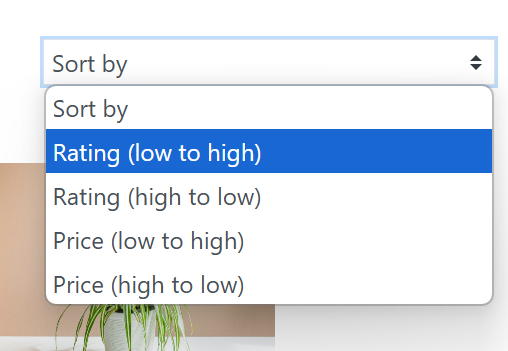 Sort by
Sort by
Rating (low to high)
Rating (high to low)
Price (low to high)
Price (high to low)